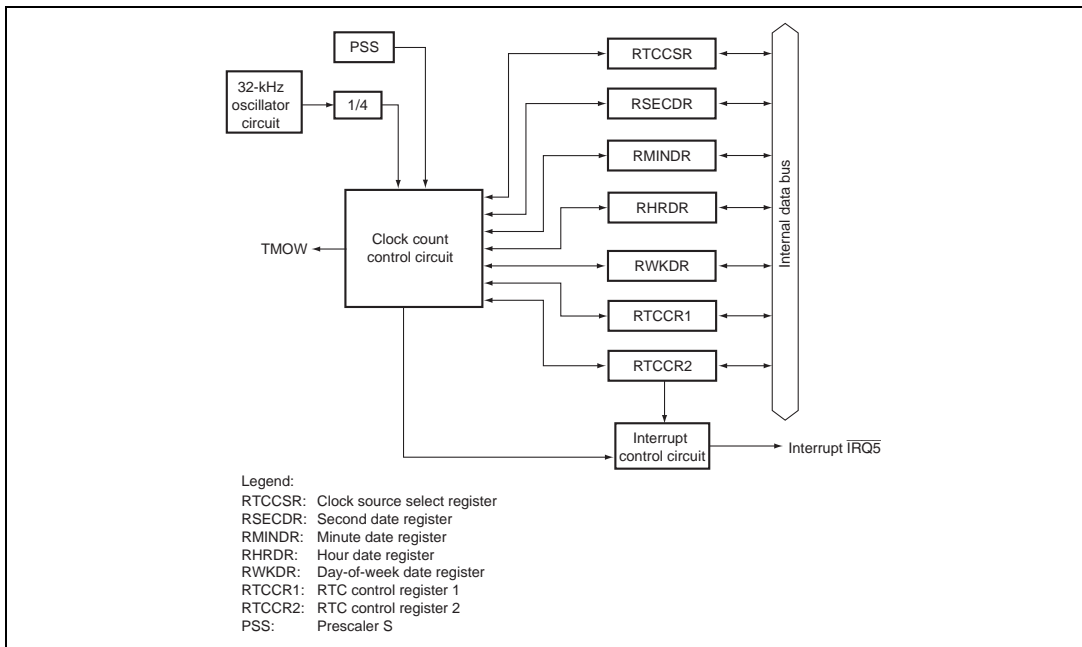 PSS
32-kHz
oscillator
circuit
1/4
RTCCSR
RSECDR
RMINDR
RHRDR
RWKDR
RTCCR1
RTCCR2
Internal data bus
TMOW
Clock count
control circuit
Interrupt
control circuit
Interrupt IRQ5
Legend:
RTCCSR: Clock source select register
RSECDR: Second date register
RMINDR: Minute date register
RHRDR: Hour date register
RWKDR: Day-of-week date register
RTCCR1: RTC control register 1
RTCCR2: RTC control register 2
PSS: Prescaler S